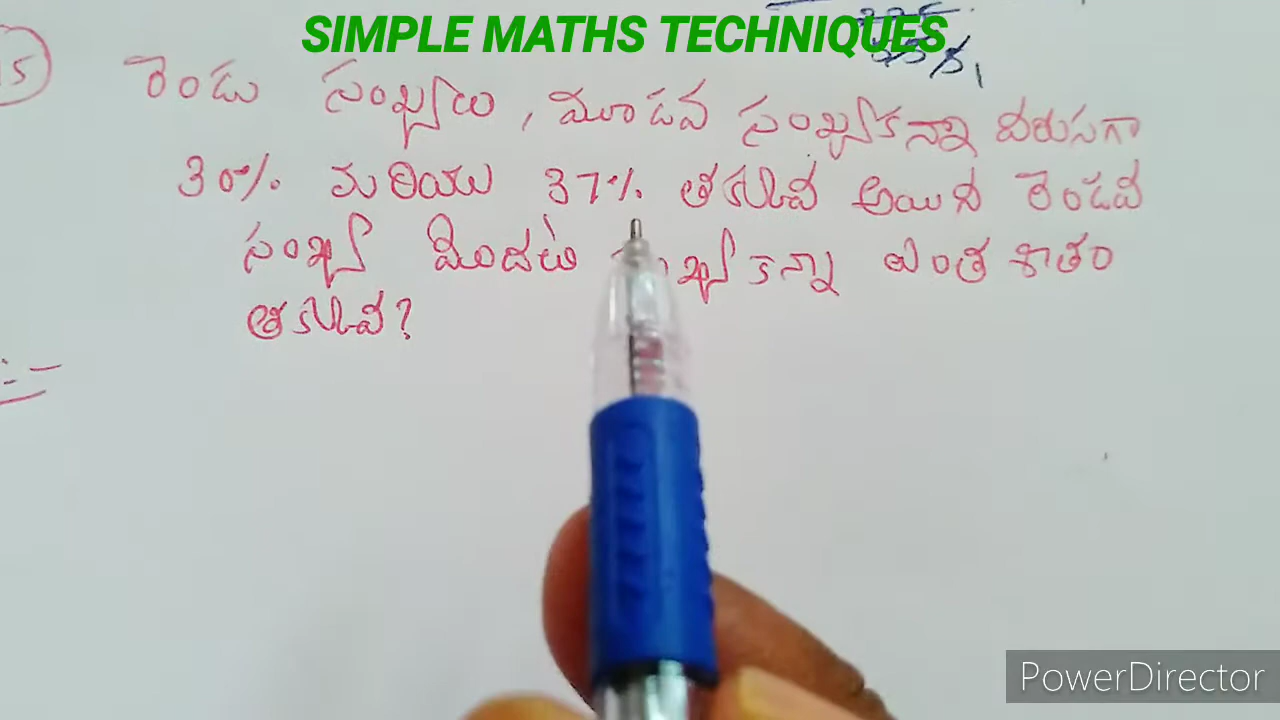 SIMPLE MATHS TECHNIQUES
15
రెండు సంఖ్యలు, మూడవ సంఖ్యకన్నా వరుసగా
30% మరియు 37% తక్కువ అయిన రెండవ
సంఖ్య మొదటి కన్నా ఎంత శాతం
తక్కువ?
PowerDirector